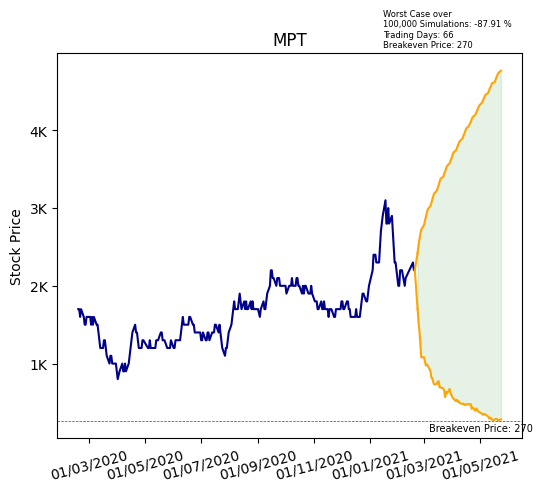 Worst Case over
100,000 Simulations: -87.91 %
Trading Days: 66
Breakeven Price: 270
MPT
Stock Price
4K
3K
2K
1K
Breakeven Price: 270
01/03/2020
01/05/2020
01/07/2020
01/09/2020
01/11/2020
01/01/2021
01/03/2021
01/05/2021